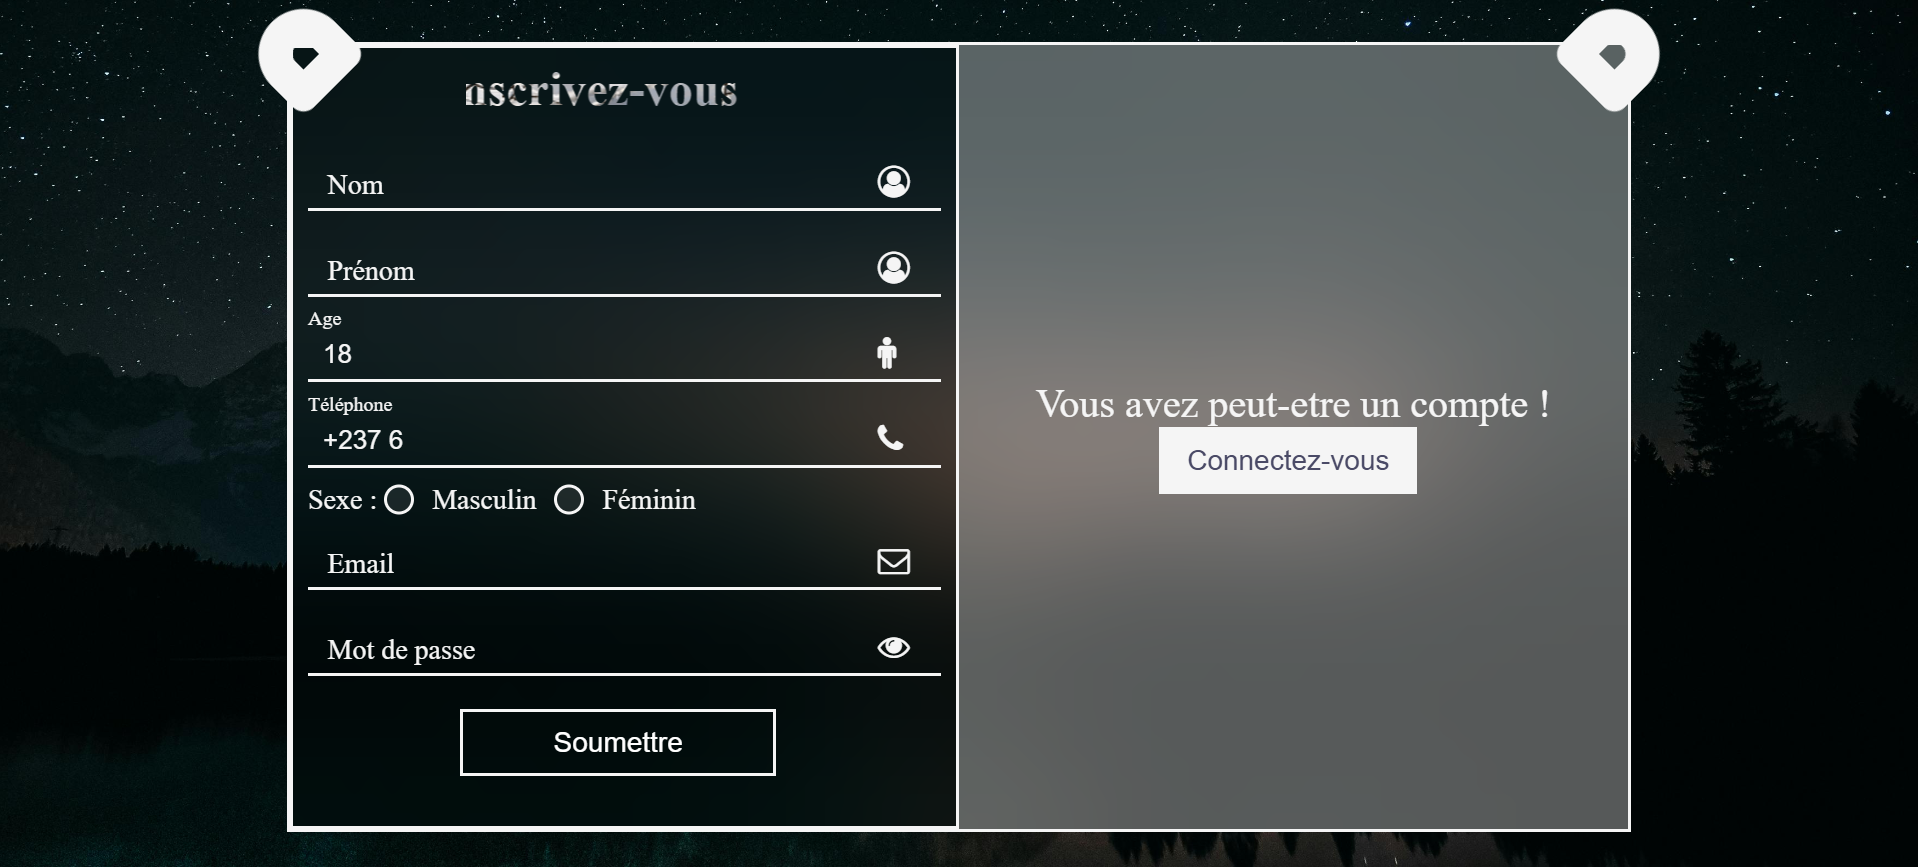 nscrivez-vous
Nom
Prénom
Age
18
Téléphone
+237 6
Sexe : Masculin Féminin
Email
Mot de passe
Soumettre
Vous avez peut-etre un compte !
Connectez-vous